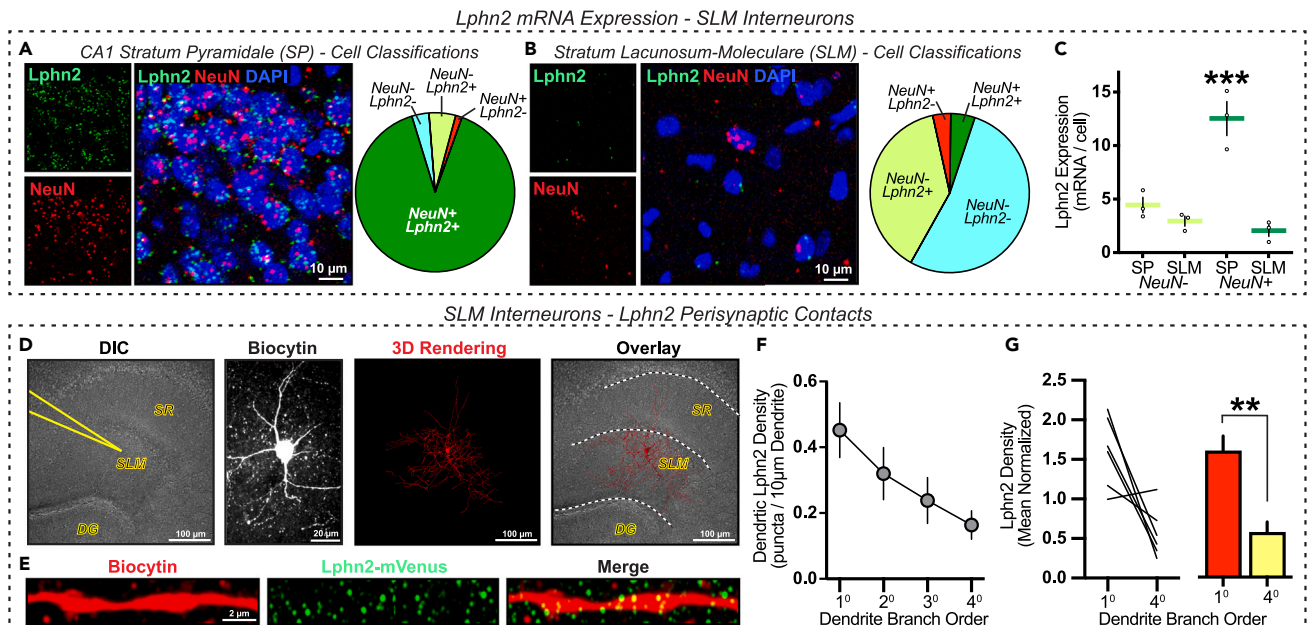 Lphn2 mRNA Expression - SLM Interneurons
A
CA1 Stratum Pyramidale (SP) - Cell Classifications
Lphn2
Lphn2 NeuN DAPI
NeuN
10 µm
NeuN-
Lphn2-
NeuN-
Lphn2+
NeuN+
Lphn2-
NeuN+
Lphn2+
B
Stratum Lacunosum-Moleculare (SLM) - Cell Classifications
Lphn2
Lphn2 NeuN DAPI
NeuN
10 µm
NeuN+
Lphn2-
NeuN+
Lphn2+
NeuN-
Lphn2+
NeuN-
Lphn2-
C
***
Lphn2 Expression
(mRNA / cell)
15
10
5
0
SP SLM SP SLM
NeuN- NeuN+
SLM Interneurons - Lphn2 Perisynaptic Contacts
D
DIC
SR
SLM
DG
100 µm
Biocytin
20 µm
3D Rendering
100 µm
Overlay
SR
SLM
DG
100 µm
E
Biocytin
2 µm
Lphn2-mVenus
Merge
F
Dendritic Lphn2 Density
(puncta / 10µm Dendrite)
0.6
0.4
0.2
0.0
1⁰ 2⁰ 3⁰ 4⁰
Dendrite Branch Order
G
Lphn2 Density
(Mean Normalized)
2.5
2.0
1.5
1.0
0.5
0.0
**
1⁰ 4⁰ 1⁰ 4⁰
Dendrite Branch Order